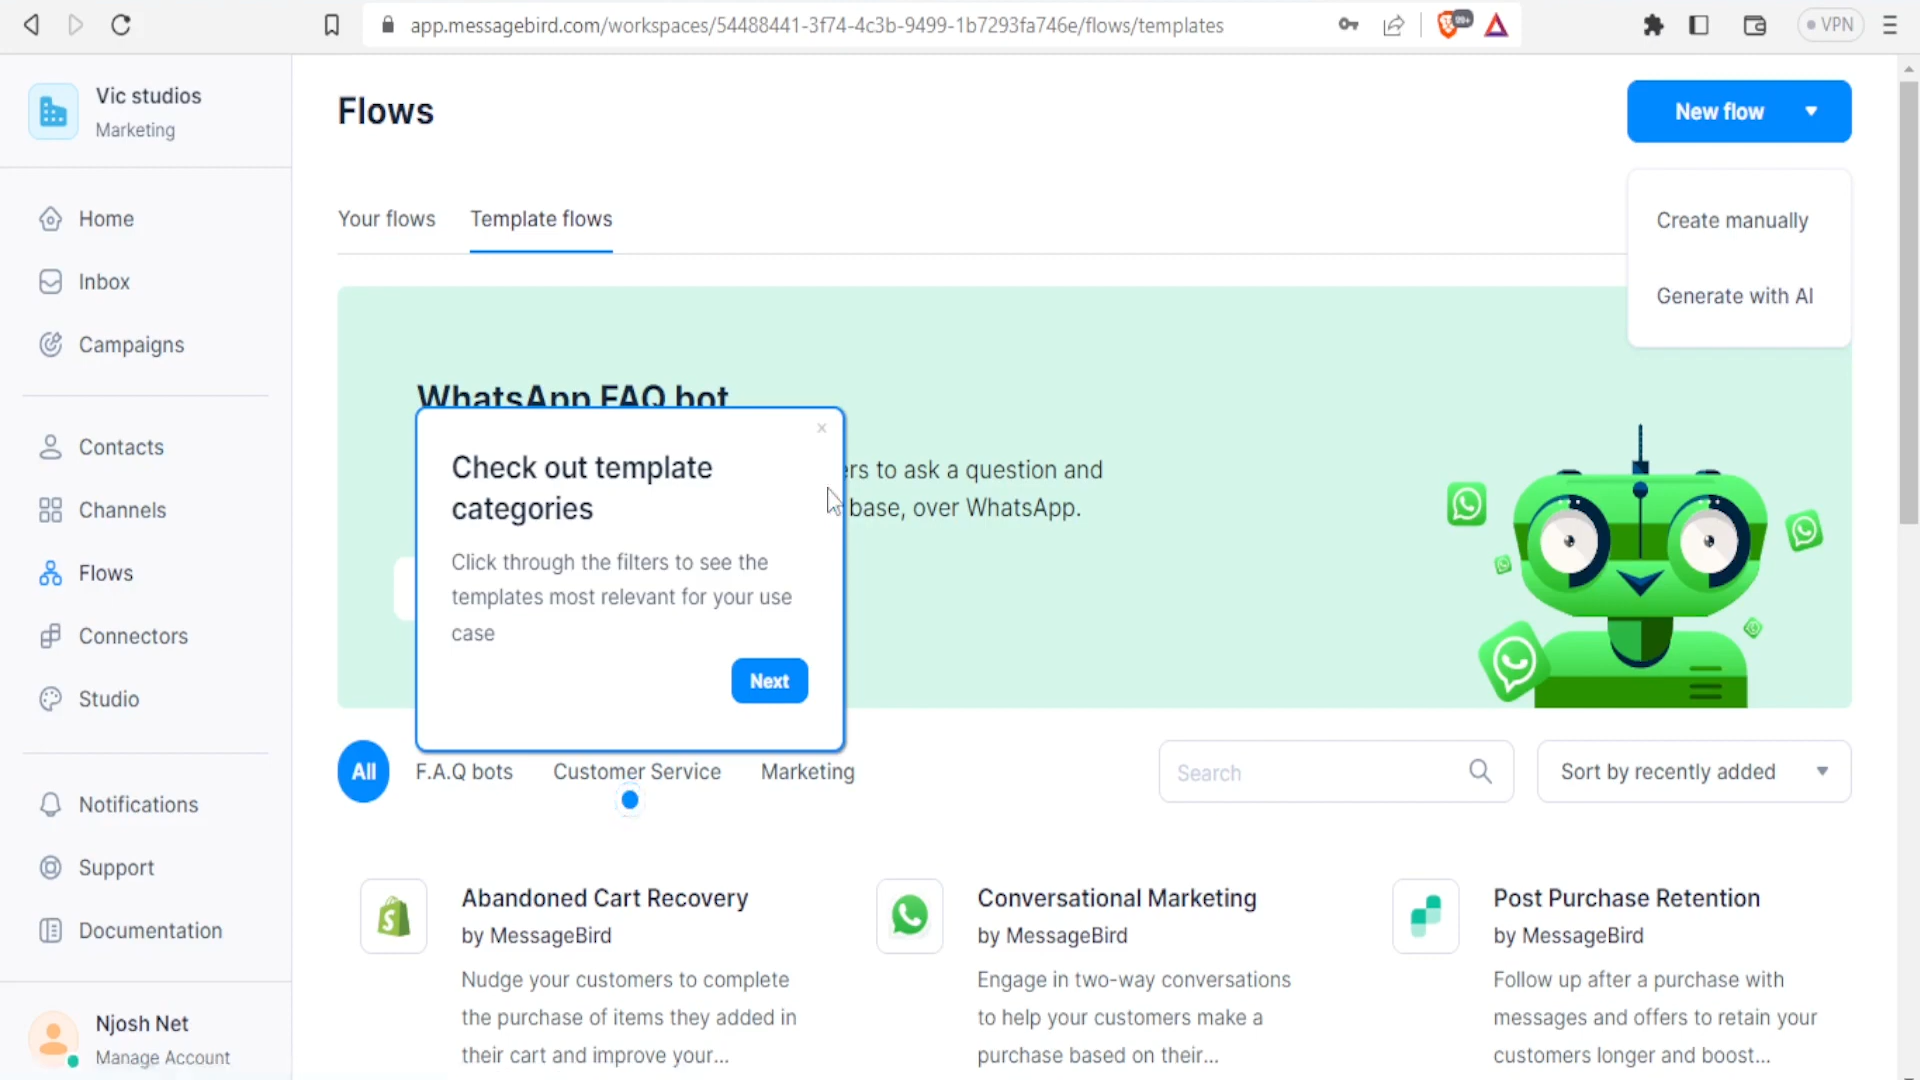 app.messagebird.com/workspaces/54488441-3f74-4c3b-9499-1b7293fa746e/flows/templates
99+
VPN
Vic studios
Marketing
Home
Inbox
Campaigns
Contacts
Channels
Flows
Connectors
Studio
Notifications
Support
Documentation
Njosh Net
Manage Account
Flows
New flow
Create manually
Generate with AI
Your flows
Template flows
WhatsApp FAQ bot
ers to ask a question and
base, over WhatsApp.
Check out template
categories
Click through the filters to see the
templates most relevant for your use
case
Next
All
F.A.Q bots
Customer Service
Marketing
Search
Sort by recently added
Abandoned Cart Recovery
by MessageBird
Nudge your customers to complete
the purchase of items they added in
their cart and improve your...
Conversational Marketing
by MessageBird
Engage in two-way conversations
to help your customers make a
purchase based on their...
Post Purchase Retention
by MessageBird
Follow up after a purchase with
messages and offers to retain your
customers longer and boost...